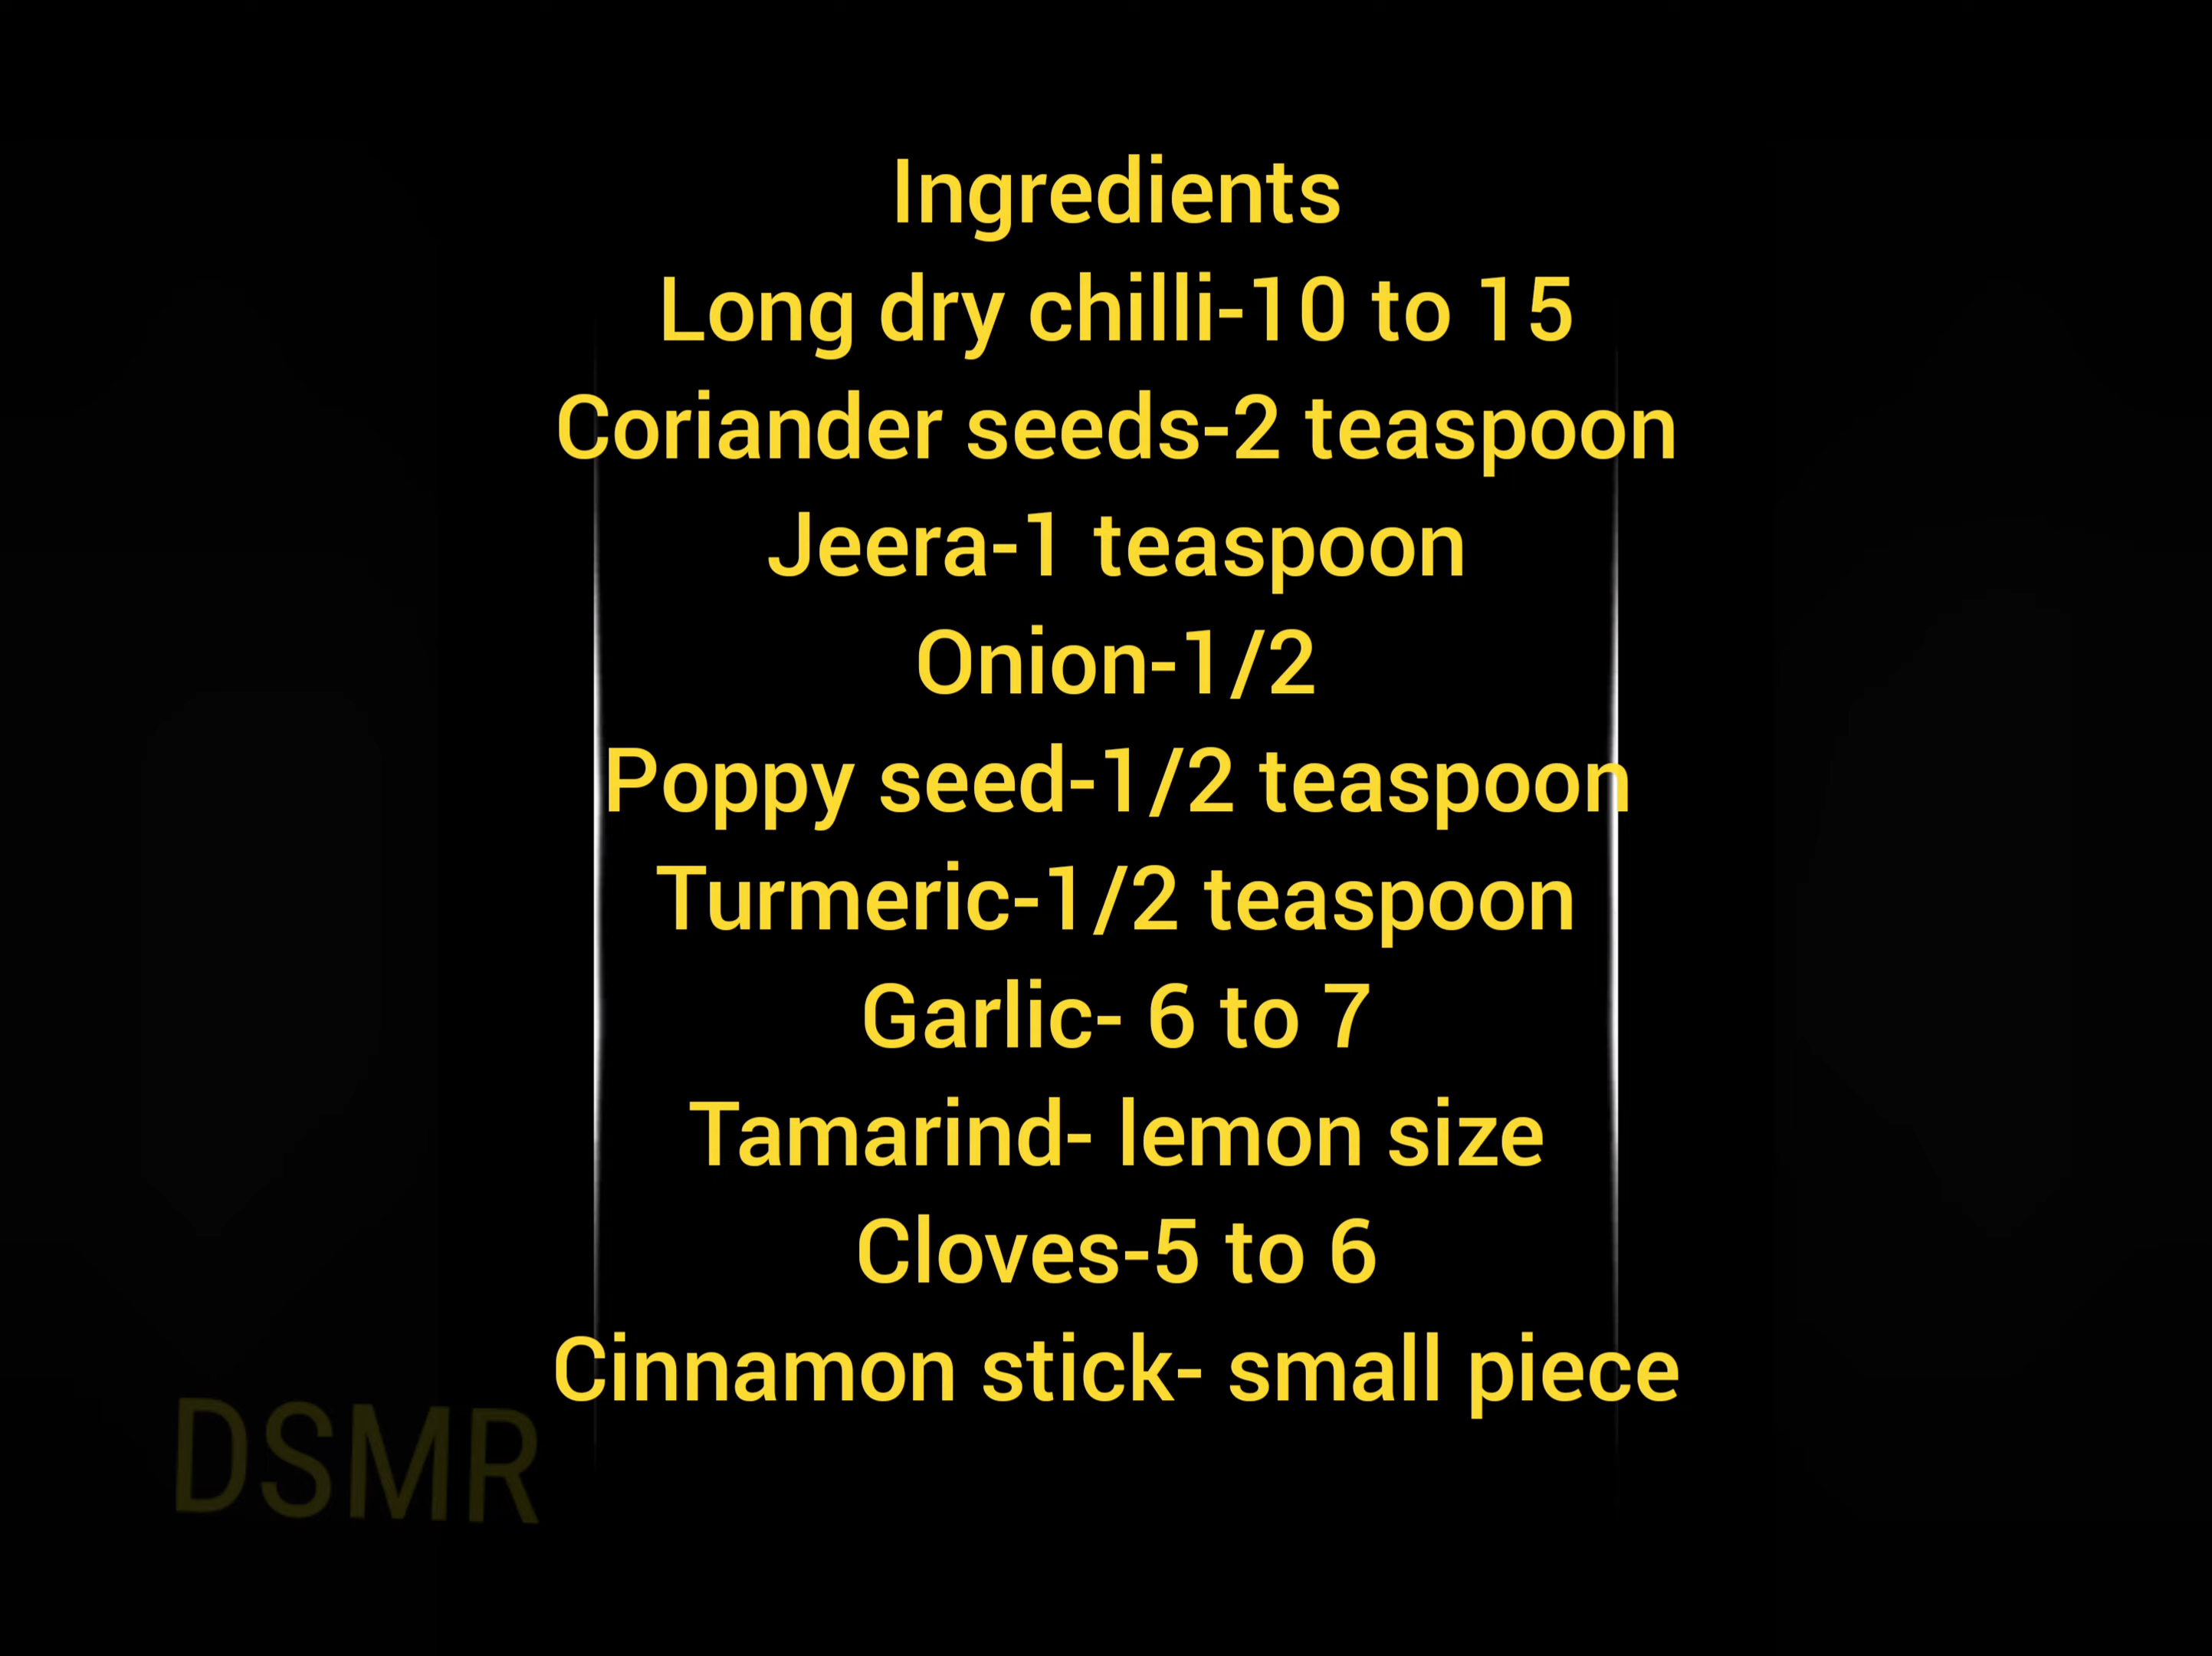 Ingredients
Long dry chilli-10 to 15
Coriander seeds-2 teaspoon
Jeera-1 teaspoon
Onion-1/2
Poppy seed-1/2 teaspoon
Turmeric-1/2 teaspoon
Garlic- 6 to 7
Tamarind- lemon size
Cloves-5 to 6
Cinnamon stick- small piece
DSMR